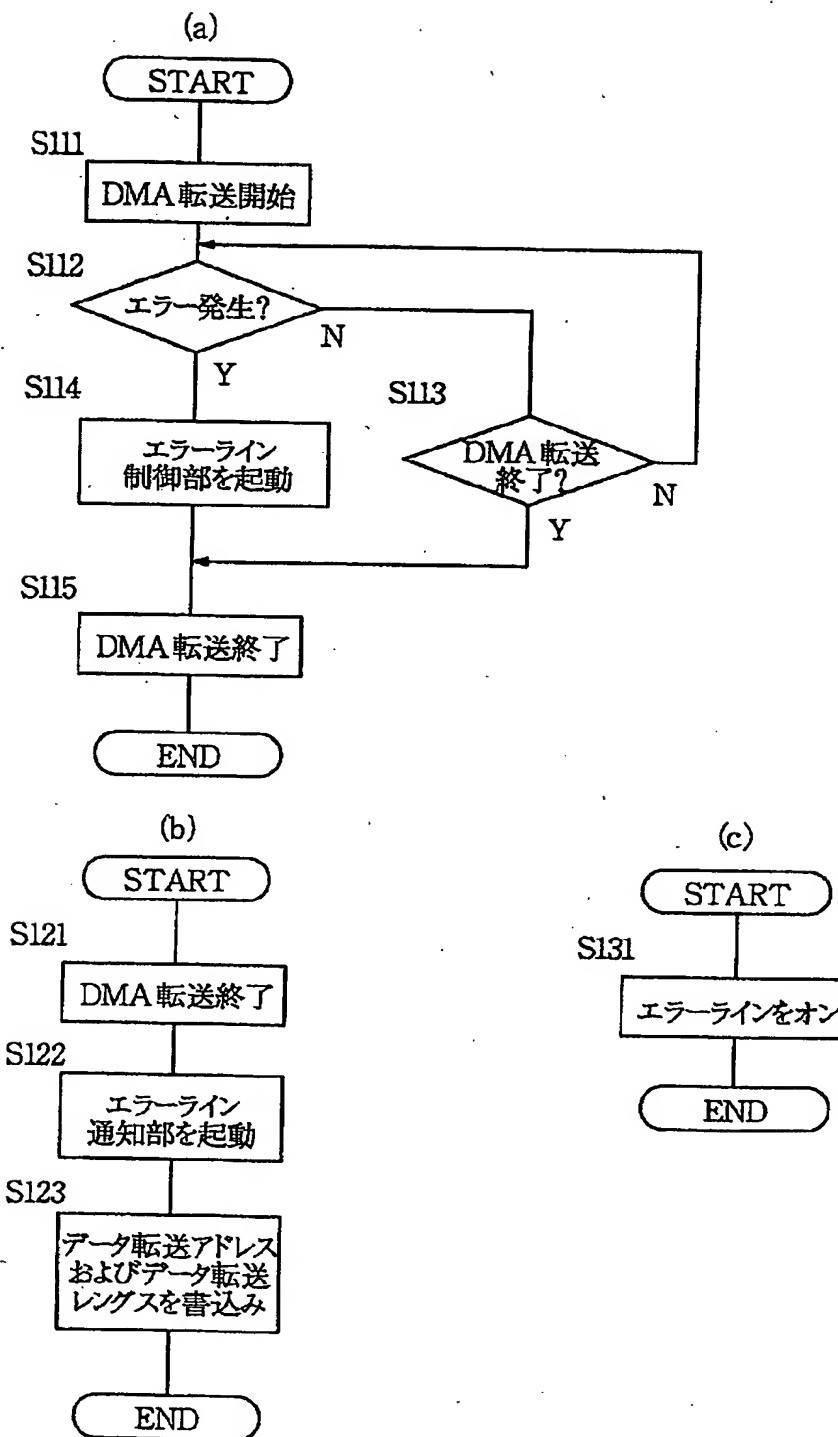 (a)
START
S111
DMA転送開始
S112
エラー発生?
N
Y
S114
エラーライン
制御部を起動
S113
DMA転送
終了?
N
Y
S115
DMA転送終了
END
(b)
START
S121
DMA転送終了
S122
エラーライン
通知部を起動
S123
データ転送アドレス
およびデータ転送
レングスを書込み
END
(c)
START
S131
エラーラインをオン
END